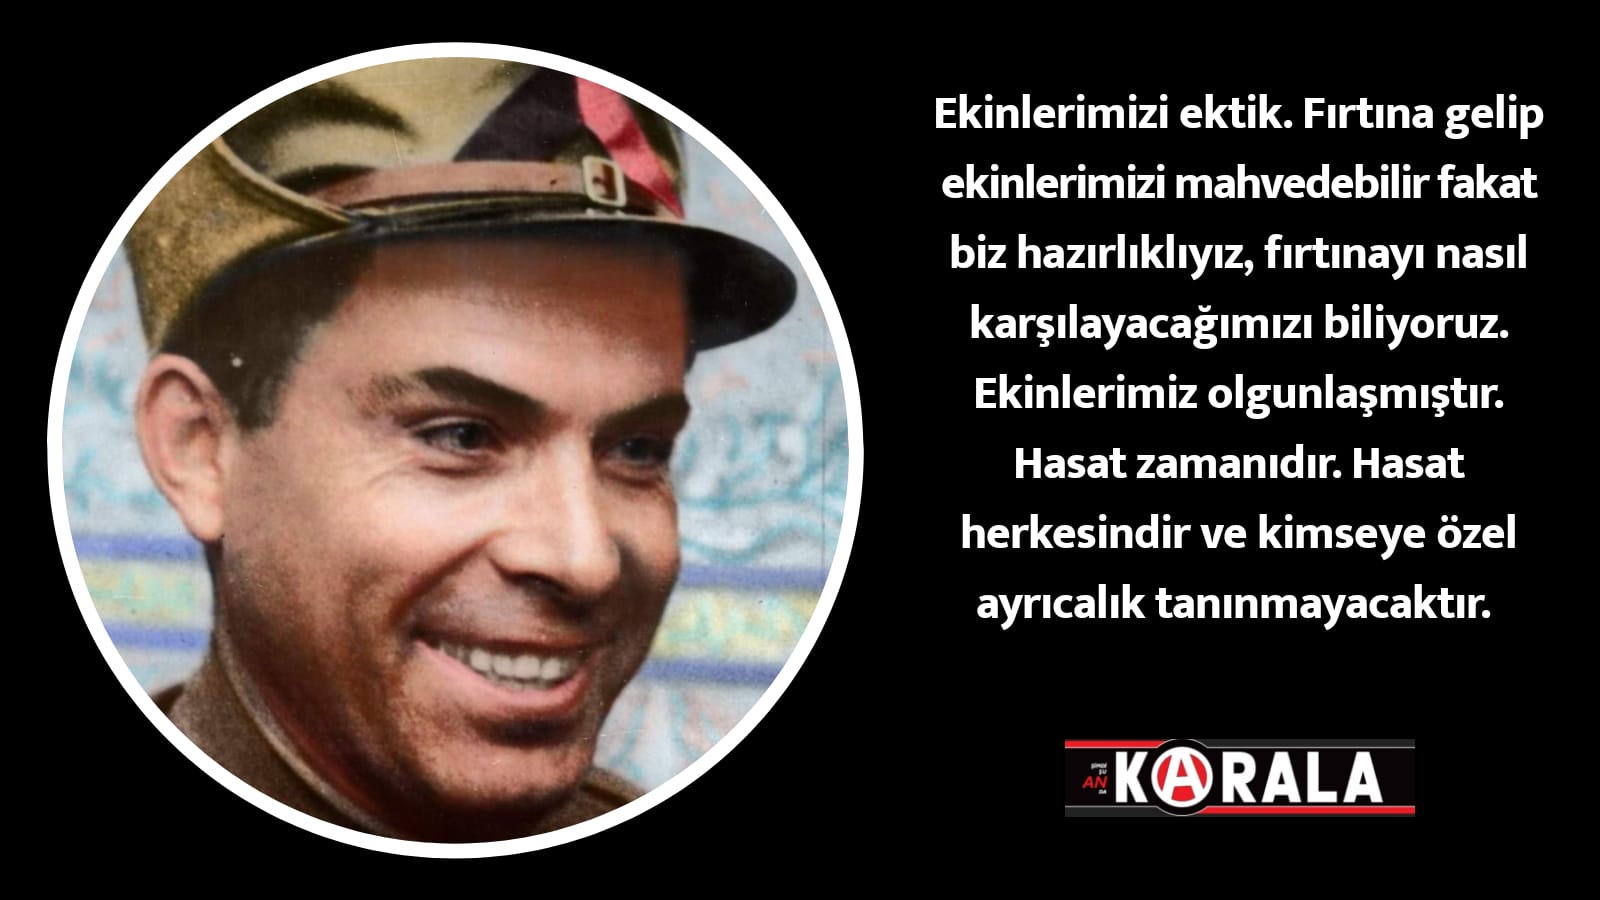 Ekinlerimizi ektik. Fırtına gelip
ekinlerimizi mahvedebilir fakat
biz hazırlıklıyız, fırtınayı nasıl
karşılayacağımızı biliyoruz.
Ekinlerimiz olgunlaşmıştır.
Hasat zamanıdır. Hasat
herkesindir ve kimseye özel
ayrıcalık tanınmayacaktır.
ŞİMDİ
ŞU
AN
DA
KARALA